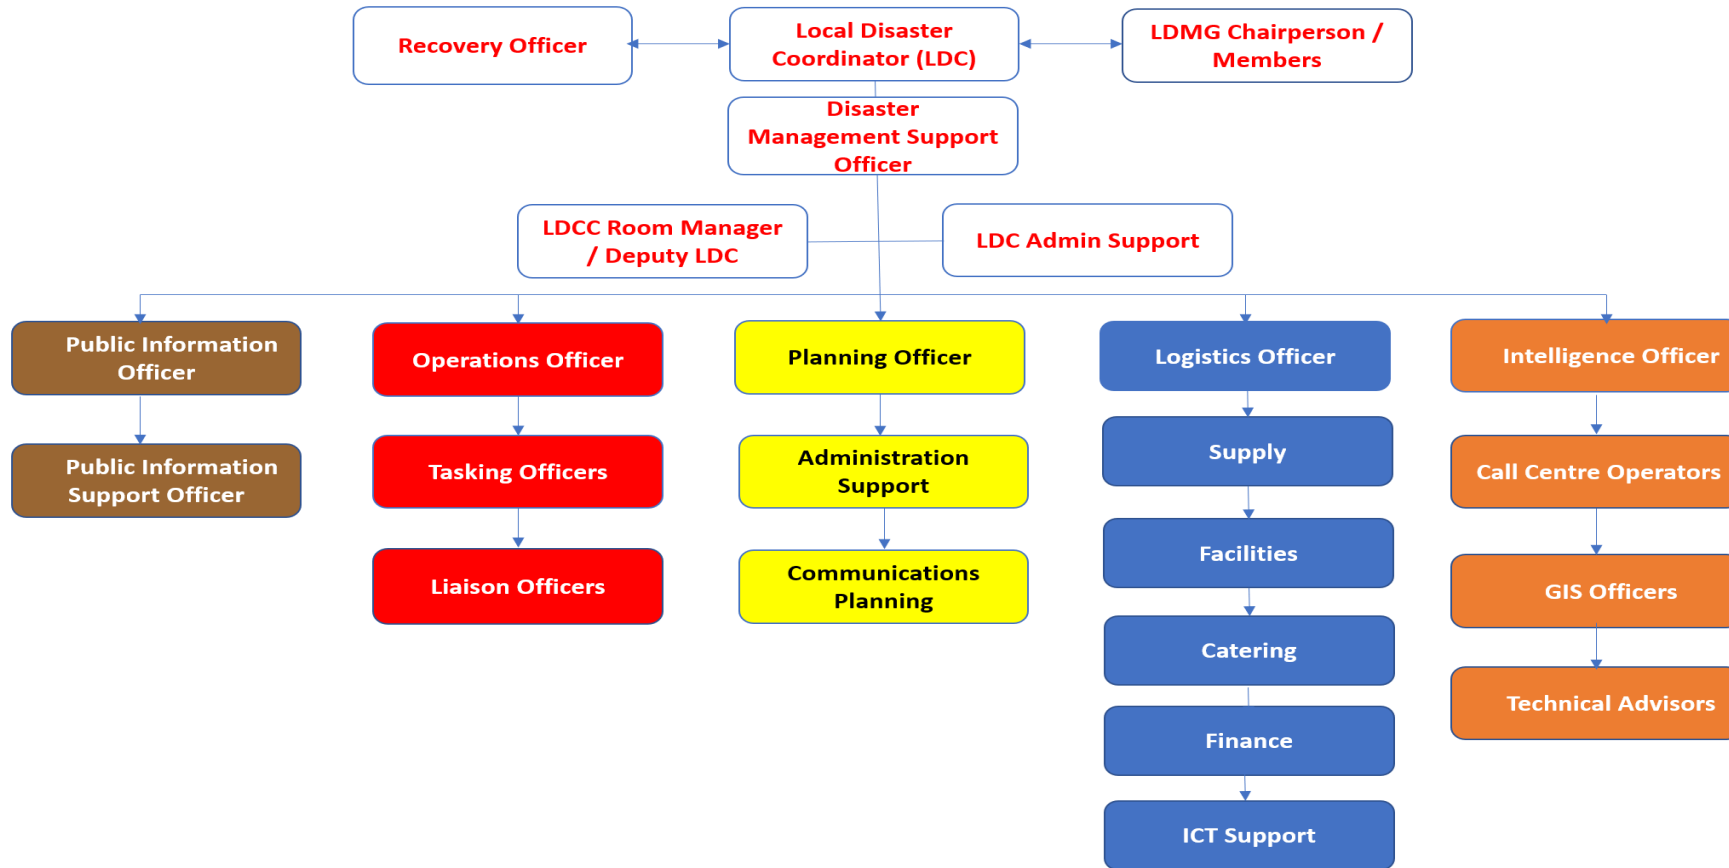 Recovery Officer
Local Disaster
Coordinator (LDC)
LDMG Chairperson /
Members
Disaster
Management Support
Officer
LDCC Room Manager
/ Deputy LDC
LDC Admin Support
Public Information
Officer
Operations Officer
Planning Officer
Logistics Officer
Intelligence Officer
Public Information
Support Officer
Tasking Officers
Administration
Support
Supply
Call Centre Operators
Liaison Officers
Communications
Planning
Facilities
GIS Officers
Catering
Technical Advisors
Finance
ICT Support